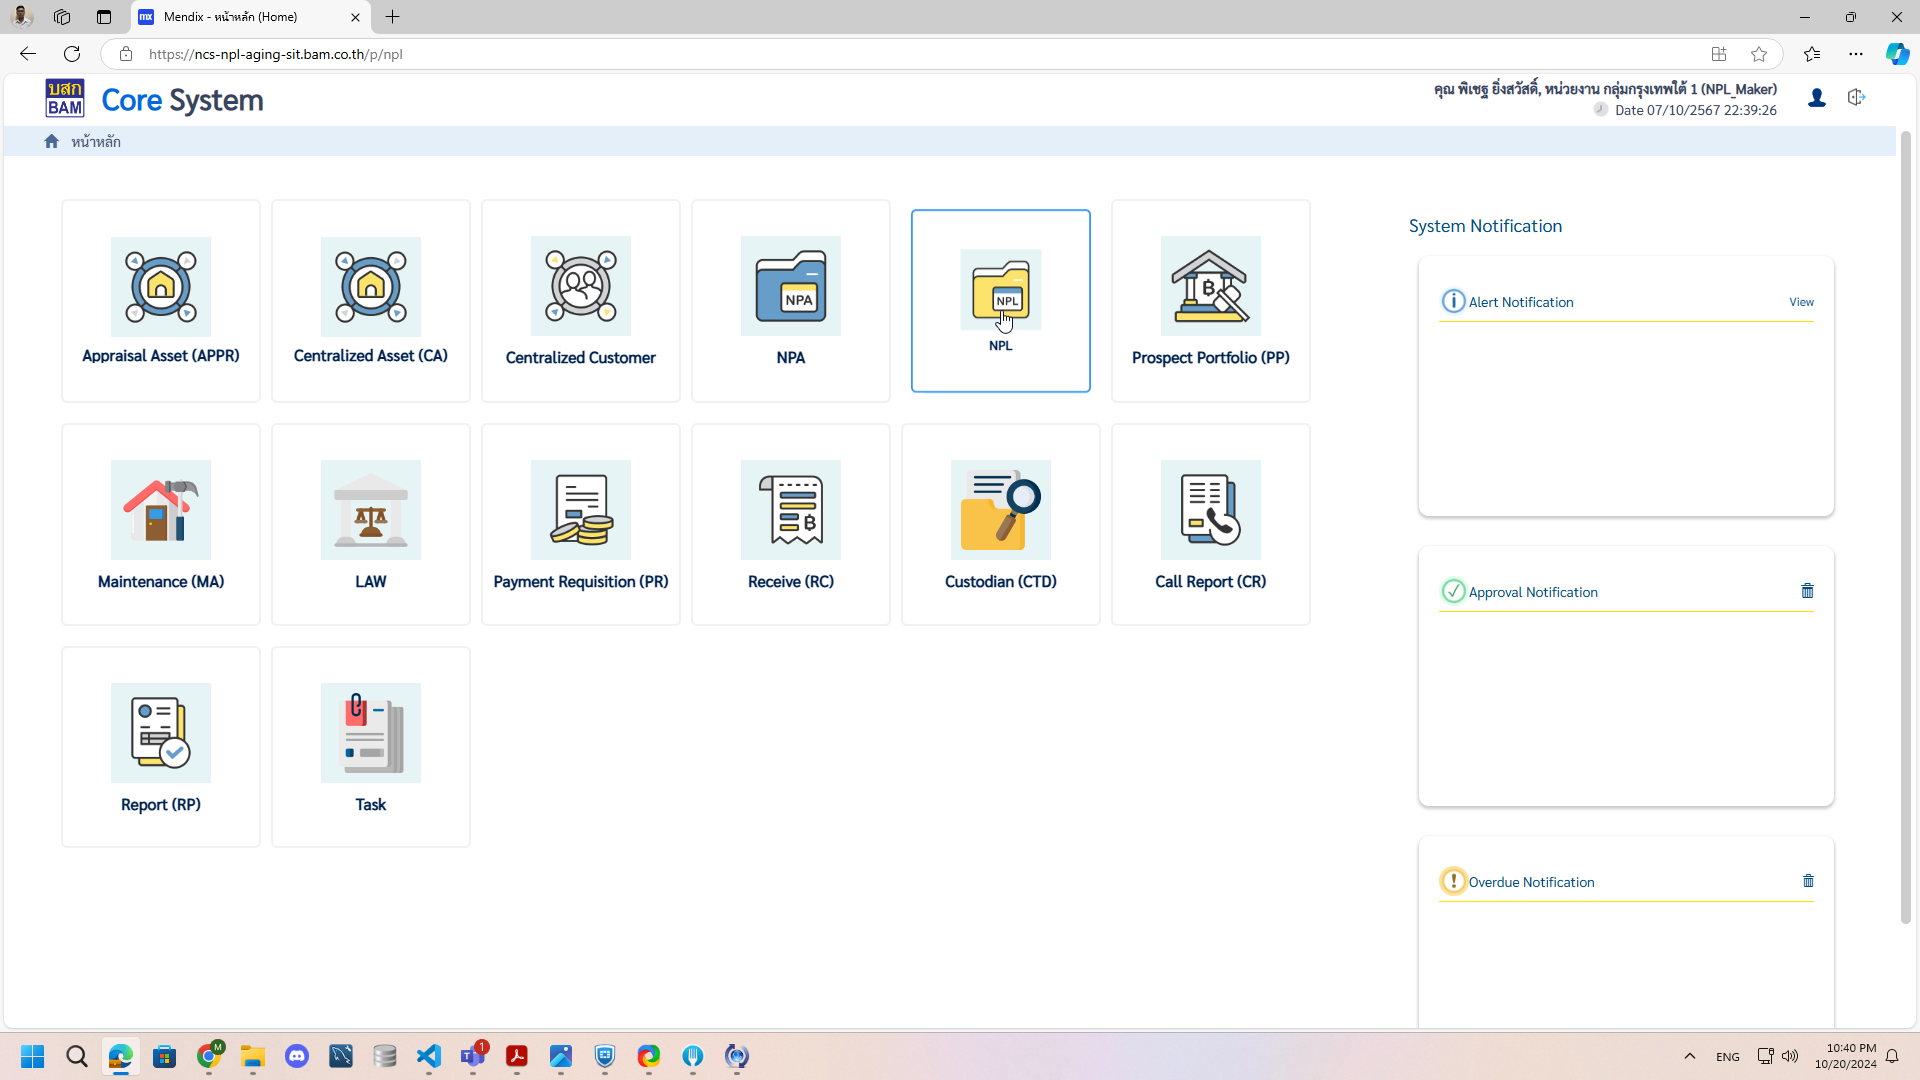 Mendix - หน้าหลัก (Home)
https://ncs-npl-aging-sit.bam.co.th/p/npl
บสก
BAM
Core System
คุณ พิเชฐ ยิ่งสวัสดิ์, หน่วยงาน กลุ่มกรุงเทพใต้ 1 (NPL_Maker)
Date 07/10/2567 22:39:26
หน้าหลัก
Appraisal Asset (APPR)
Centralized Asset (CA)
Centralized Customer
NPA
NPA
NPL
NPL
Prospect Portfolio (PP)
Maintenance (MA)
LAW
Payment Requisition (PR)
Receive (RC)
Custodian (CTD)
Call Report (CR)
Report (RP)
Task
System Notification
Alert Notification
View
Approval Notification
Overdue Notification
M
1
ENG
10:40 PM
10/20/2024